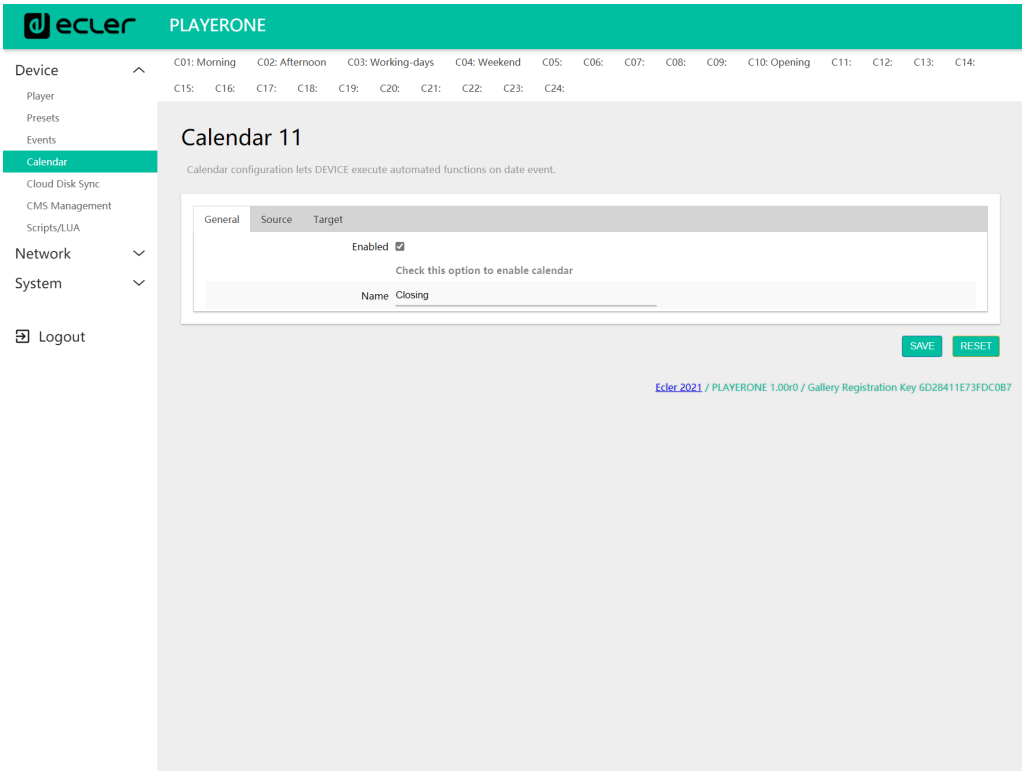 ecler PLAYERONE
Device
Player
Presets
Events
Calendar
Cloud Disk Sync
CMS Management
Scripts/LUA
Network
System
Logout
C01: Morning C02: Afternoon C03: Working-days C04: Weekend C05: C06: C07: C08: C09: C10: Opening C11: C12: C13: C14:
C15: C16: C17: C18: C19: C20: C21: C22: C23: C24:
Calendar 11
Calendar configuration lets DEVICE execute automated functions on date event.
General Source Target
Enabled
Check this option to enable calendar
Name Closing
SAVE RESET
Ecler 2021 / PLAYERONE 1.00r0 / Gallery Registration Key 6D28411E73FDC0B7